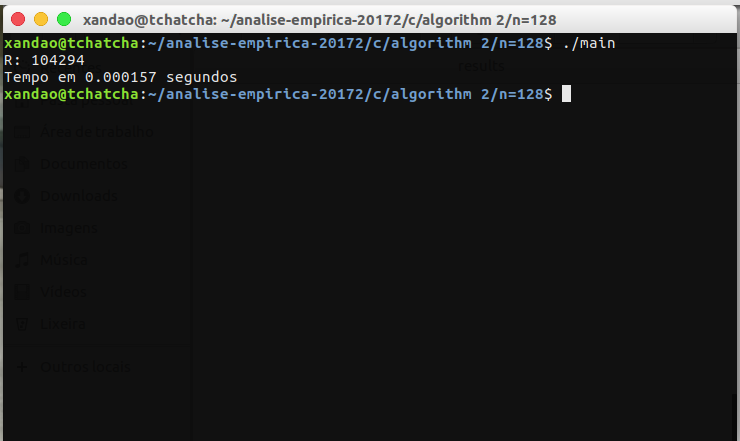 xandao@tchatcha: ~/analise-empirica-20172/c/algorithm 2/n=128
xandao@tchatcha:~/analise-empirica-20172/c/algorithm 2/n=128$ ./main
R: 104294
results
Tempo em 0.000157 segundos
xandao@tchatcha:~/analise-empirica-20172/c/algorithm 2/n=128$
Área de trabalho
Documentos
Downloads
Imagens
Música
Vídeos
Lixeira
Outros locais